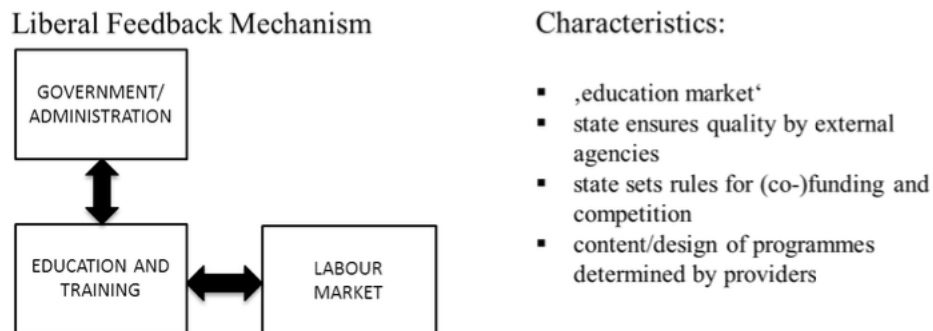 Liberal Feedback Mechanism
GOVERNMENT/
ADMINISTRATION
EDUCATION AND
TRAINING
LABOUR
MARKET
Characteristics:
▪ ‚education market‘
▪ state ensures quality by external
agencies
▪ state sets rules for (co-)funding and
competition
▪ content/design of programmes
determined by providers